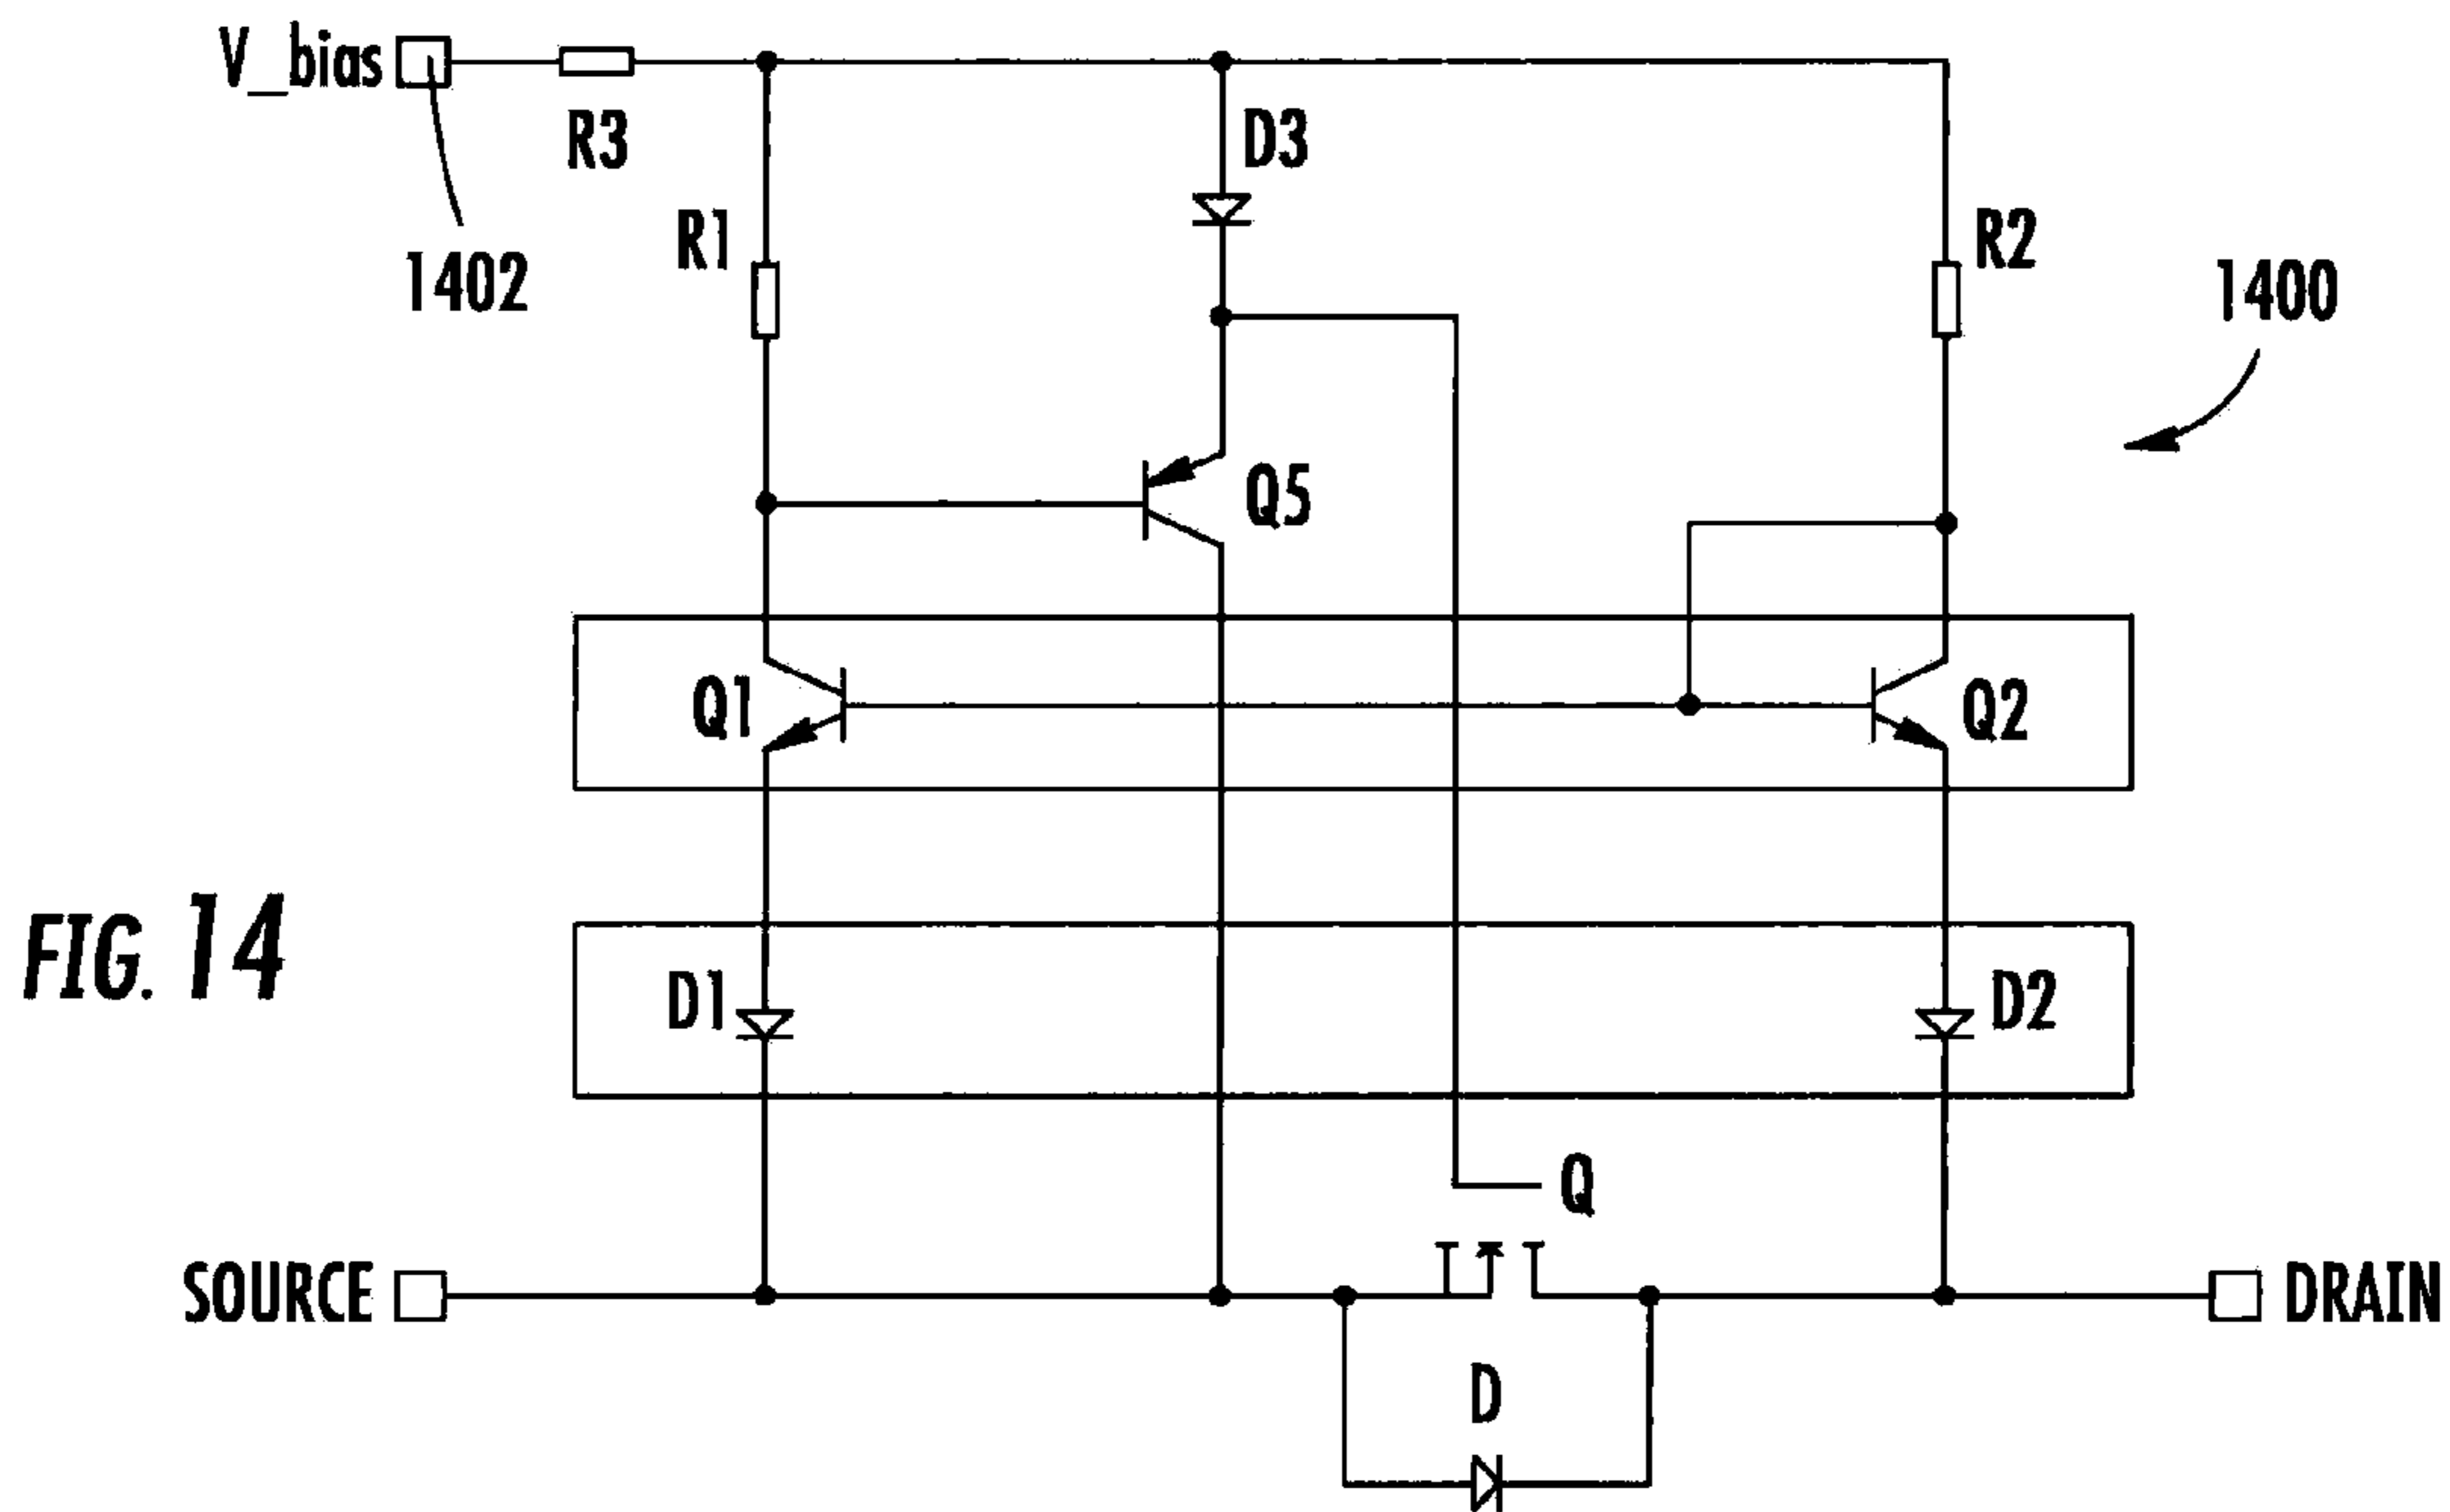 V_bias
R3
D3
R1
R2
1402
1400
Q5
Q1
Q2
FIG. 14
D1
D2
Q
SOURCE
DRAIN
D